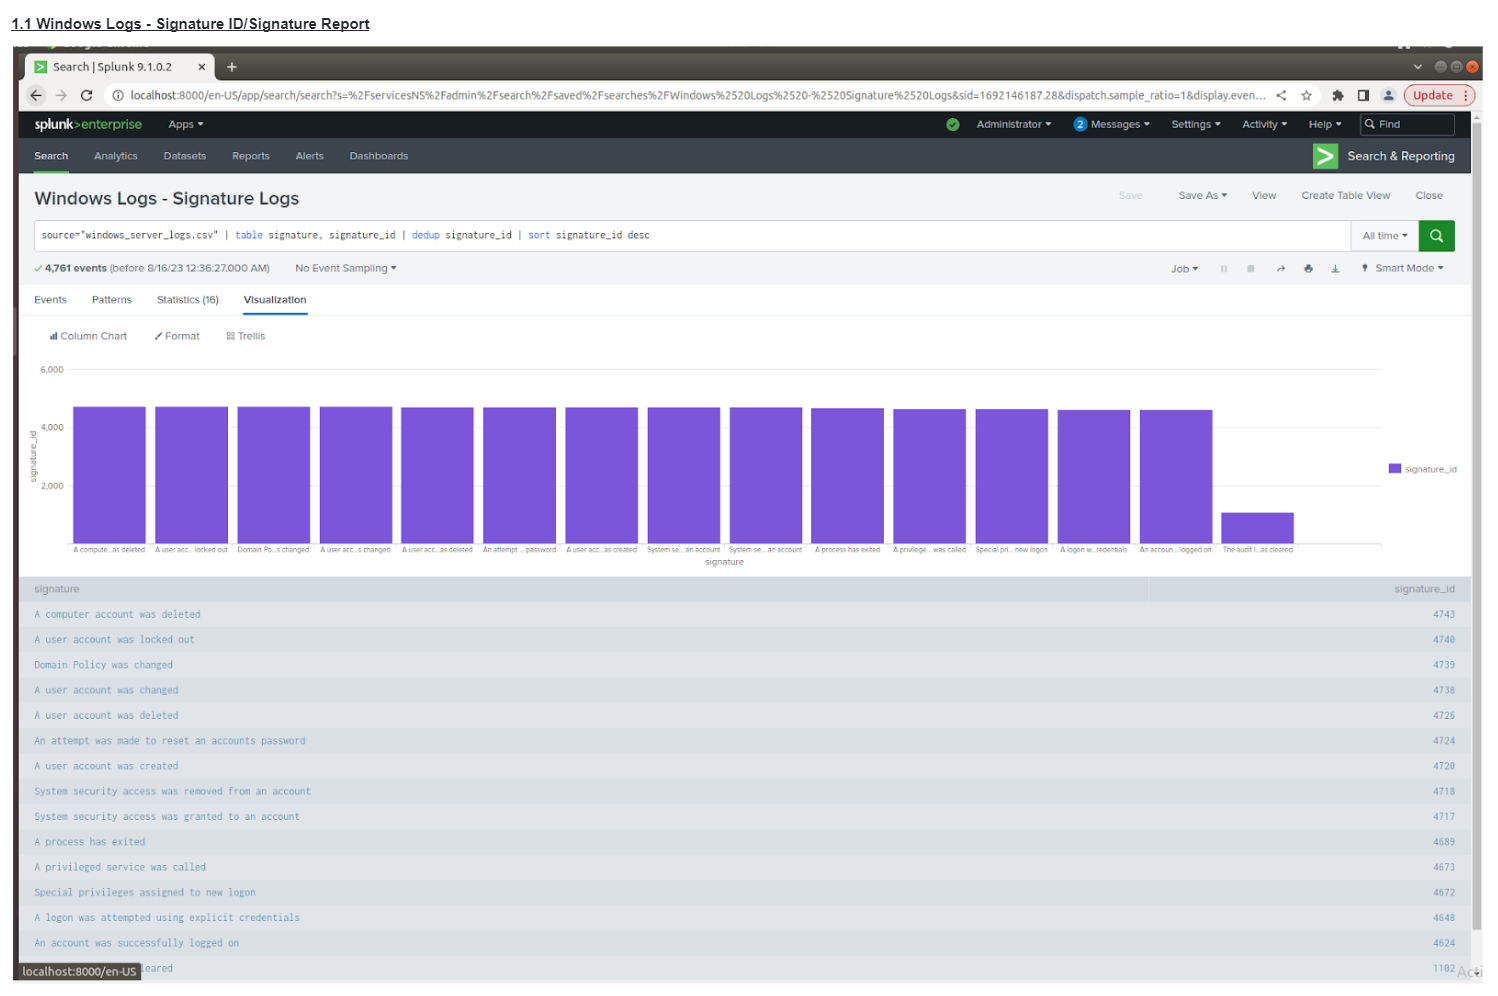 1.1 Windows Logs - Signature ID/Signature Report
Search | Splunk 9.1.0.2
localhost:8000/en-US/app/search/search?s=%2FservicesNS%2Fadmin%2Fsearch%2Fsaved%2Fsearches%2FWindows%2520Logs%2520-%2520Signature%2520Logs&sid=1692146187.28&dispatch.sample_ratio=1&display.even... Update
splunk>enterprise Apps Administrator 2 Messages Settings Activity Help Find
Search Analytics Datasets Reports Alerts Dashboards Search & Reporting
Windows Logs - Signature Logs Save Save As View Create Table View Close
source="windows_server_logs.csv" | table signature, signature_id | dedup signature_id | sort signature_id desc All time
4,761 events (before 8/16/23 12:36:27.000 AM) No Event Sampling Job Smart Mode
Events Patterns Statistics (16) Visualization
Column Chart Format Trellis
6,000
4,000
2,000
signature_id
signature_id
A compute...as deleted A user acc... locked out Domain Po...s changed A user acc...s changed A user acc...as deleted An attempt ... password A user acc...as created System se... an account System se... an account A process has exited A privilege... was called Special pri... new logon A logon w...redentials An accoun... logged on The audit l...as cleared
signature
signature signature_id
A computer account was deleted 4743
A user account was locked out 4740
Domain Policy was changed 4739
A user account was changed 4738
A user account was deleted 4726
An attempt was made to reset an accounts password 4724
A user account was created 4720
System security access was removed from an account 4718
System security access was granted to an account 4717
A process has exited 4689
A privileged service was called 4673
Special privileges assigned to new logon 4672
A logon was attempted using explicit credentials 4648
An account was successfully logged on 4624
localhost:8000/en-US leared 1102 Acti